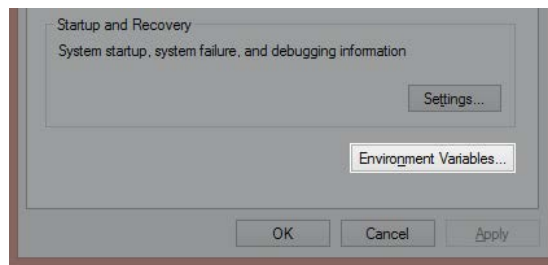 Startup and Recovery
System startup, system failure, and debugging information
Settings...
Environment Variables...
OK
Cancel
Apply